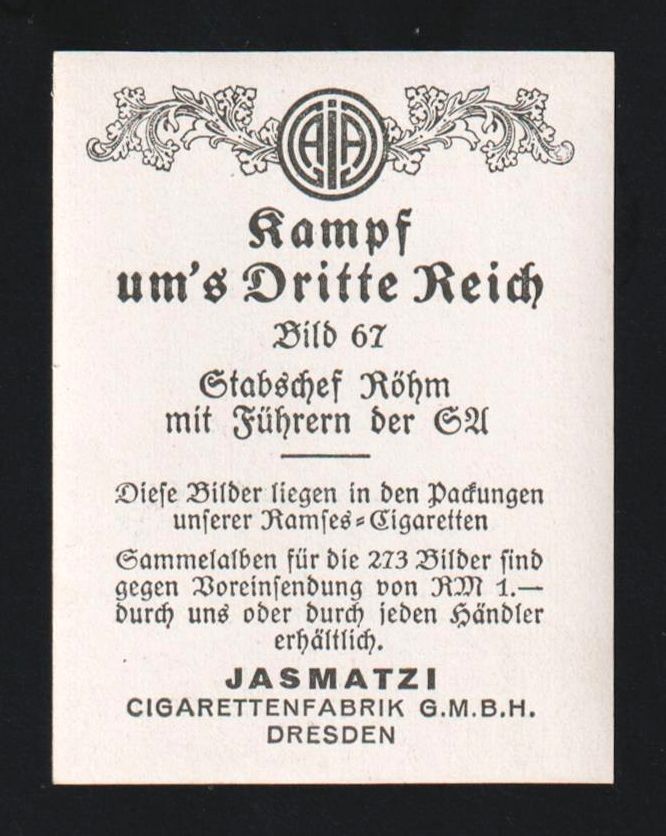 AIA
Kampf
um's Dritte Reich
Bild 67
Stabschef Röhm
mit Führern der SA
Diese Bilder liegen in den Packungen
unserer Ramses-Cigaretten
Sammelalben für die 273 Bilder sind
gegen Voreinsendung von RM 1.—
durch uns oder durch jeden Händler
erhältlich.
JASMATZI
CIGARETTENFABRIK G.M.B.H.
DRESDEN